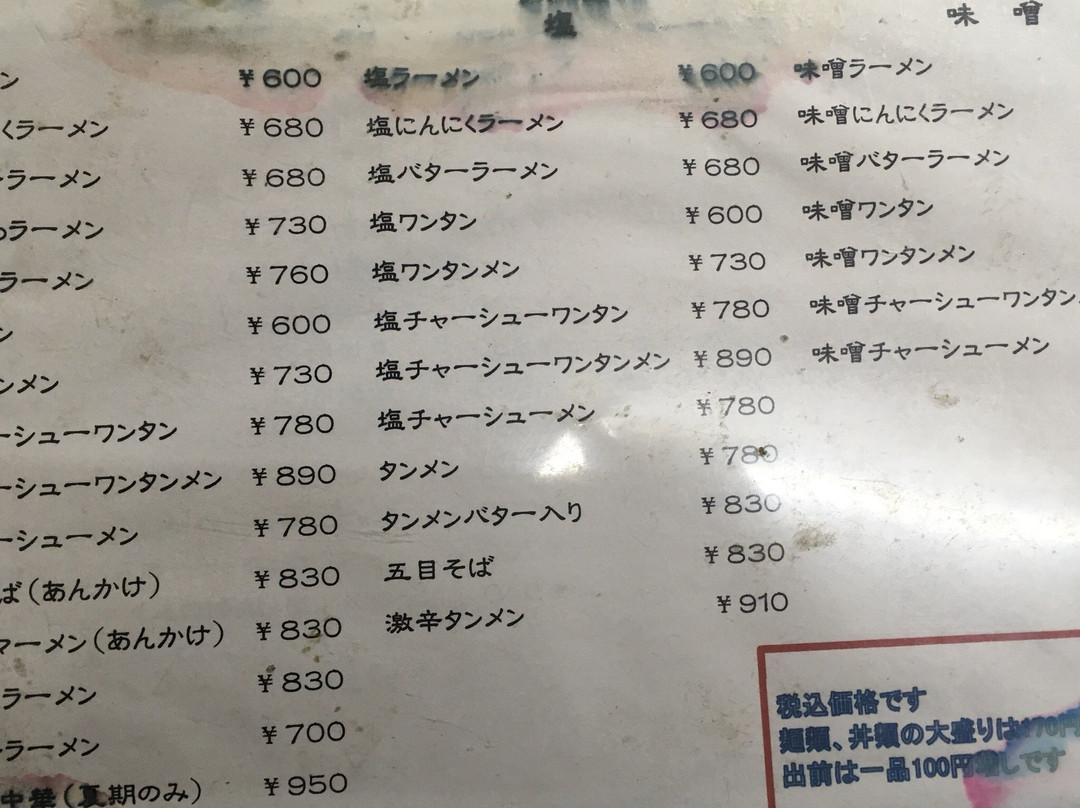 ン ¥600
くラーメン ¥680
ーラーメン ¥680
ラーメン ¥730
ラーメン ¥760
ン ¥600
ンメン ¥730
ーシューワンタン ¥780
ーシューワンタンメン ¥890
ーシューメン ¥780
ば(あんかけ) ¥830
マーメン(あんかけ) ¥830
ラーメン ¥830
ラーメン ¥700
中華(夏期のみ) ¥950
塩
塩ラーメン ¥600
塩にんにくラーメン ¥680
塩バターラーメン ¥680
塩ワンタン ¥600
塩ワンタンメン ¥730
塩チャーシューワンタン ¥780
塩チャーシューワンタンメン ¥890
塩チャーシューメン ¥780
タンメン ¥780
タンメンバター入り ¥830
五目そば ¥830
激辛タンメン ¥910
味噌
味噌ラーメン
味噌にんにくラーメン
味噌バターラーメン
味噌ワンタン
味噌ワンタンメン
味噌チャーシューワンタン
味噌チャーシューメン
税込価格です
麺類、丼類の大盛りは170円
出前は一品100円増しです